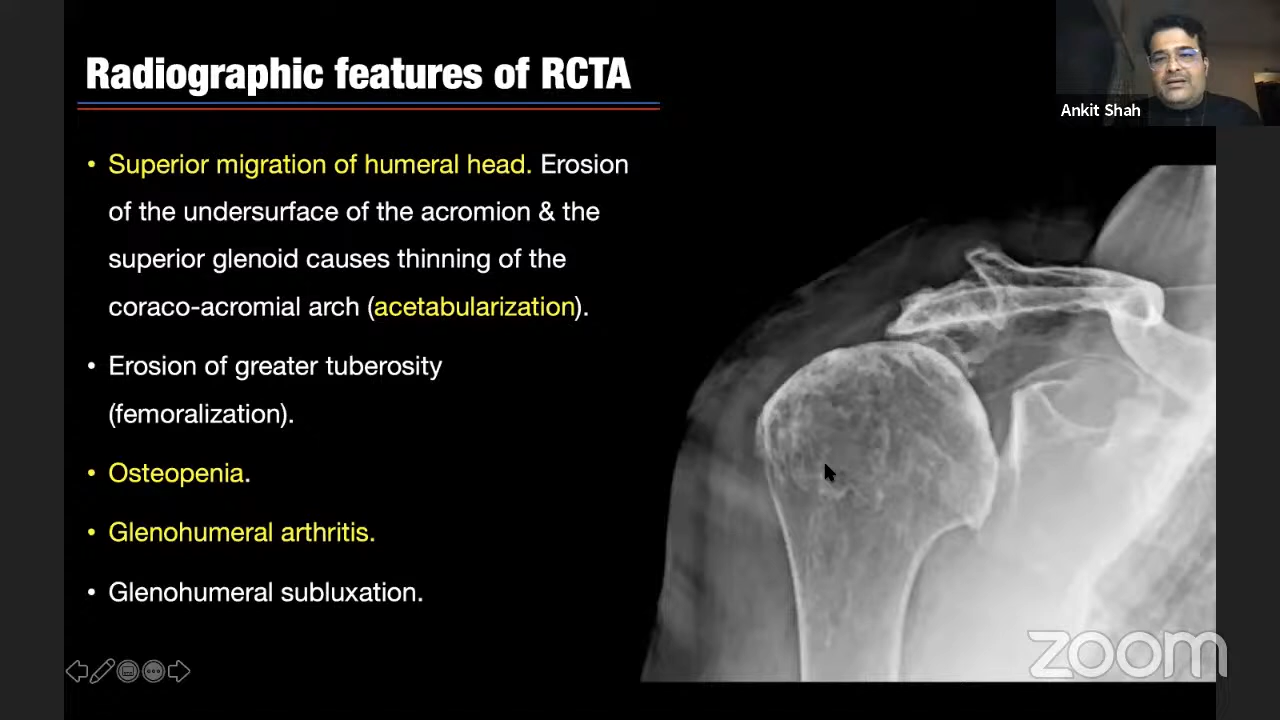 Radiographic features of RCTA
Ankit Shah
• Superior migration of humeral head. Erosion
of the undersurface of the acromion & the
superior glenoid causes thinning of the
coraco-acromial arch (acetabularization).
• Erosion of greater tuberosity
(femoralization).
• Osteopenia.
• Glenohumeral arthritis.
• Glenohumeral subluxation.
zoom